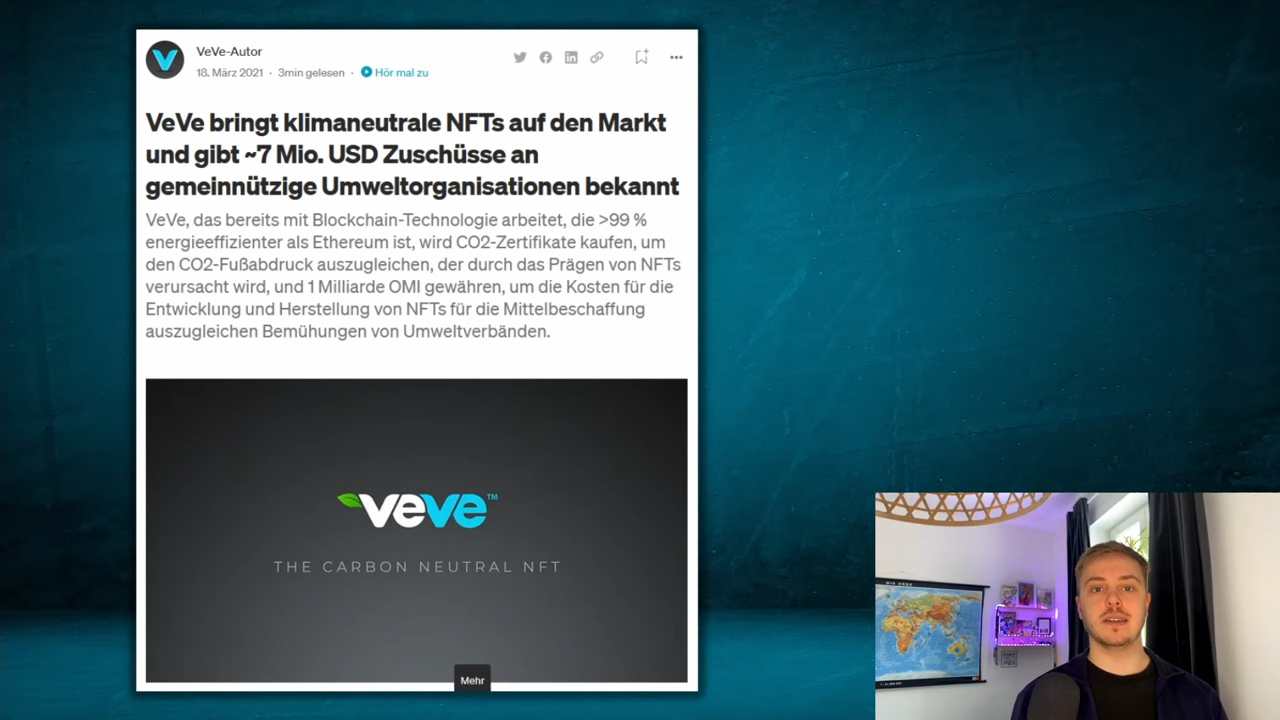 VeVe-Autor
18. März 2021 · 3min gelesen · Hör mal zu
VeVe bringt klimaneutrale NFTs auf den Markt
und gibt ~7 Mio. USD Zuschüsse an
gemeinnützige Umweltorganisationen bekannt
VeVe, das bereits mit Blockchain-Technologie arbeitet, die >99 %
energieeffizienter als Ethereum ist, wird CO2-Zertifikate kaufen, um
den CO2-Fußabdruck auszugleichen, der durch das Prägen von NFTs
verursacht wird, und 1 Milliarde OMI gewähren, um die Kosten für die
Entwicklung und Herstellung von NFTs für die Mittelbeschaffung
auszugleichen Bemühungen von Umweltverbänden.
veve™
THE CARBON NEUTRAL NFT
Mehr
DIE ERDE